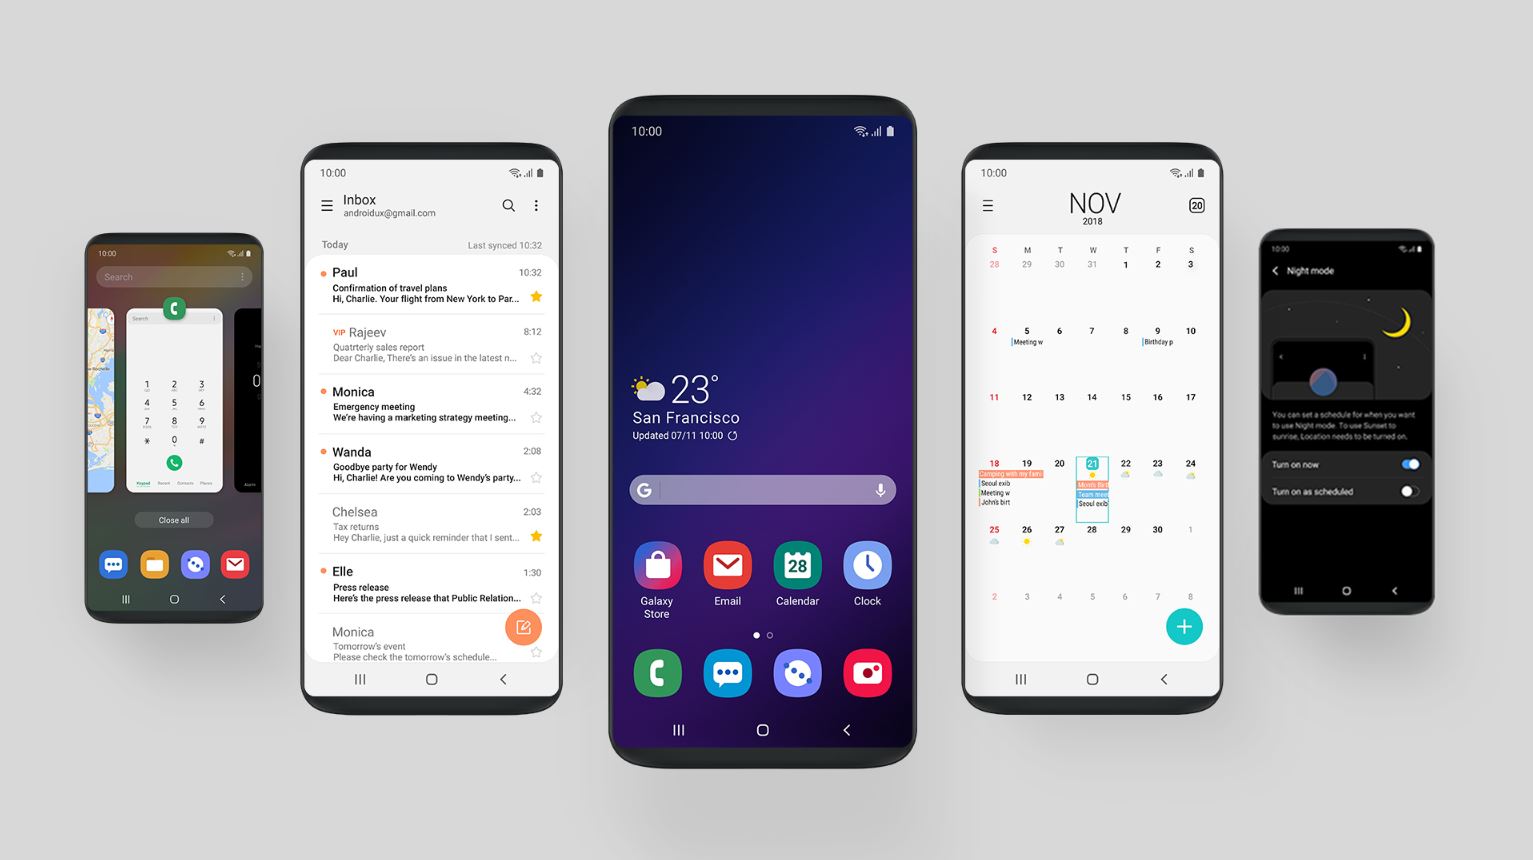 10:00
Search
Search
1
2
3
4
5
6
7
8
9
*
0
#
Keypad
Recent
Contacts
Places
Close all
10:00
Inbox
androidux@gmail.com
Today
Last synced 10:32
Paul
10:32
Confirmation of travel plans
Hi, Charlie. Your flight from New York to Par...
VIP Rajeev
8:12
Quatrterly sales report
Dear Charlie, There's an issue in the latest n...
Monica
4:32
Emergency meeting
We're having a marketing strategy meeting...
Wanda
2:08
Goodbye party for Wendy
Hi, Charlie! Are you coming to Wendy's party...
Chelsea
2:03
Tax returns
Hey Charlie, just a quick reminder that I sent...
Elle
1:30
Press release
Here's the press release that Public Relation...
Monica
Tomorrow's event
Please check the tomorrow's schedule...
10:00
23°
San Francisco
Updated 07/11 10:00
G
28
Galaxy
Store
Email
Calendar
Clock
10:00
NOV
2018
20
S M T W T F S
28 29 30 31 1 2 3
4 5 6 7 8 9 10
Meeting w
Birthday p
11 12 13 14 15 16 17
18 19 20 21 22 23 24
Camping with my fami
Mom's Birt
Seoul exib
Team meet
Meeting w
Seoul exib
John's birt
25 26 27 28 29 30 1
2 3 4 5 6 7 8
10:00
Night mode
You can set a schedule for when you want
to use Night mode. To use Sunset to
sunrise, Location needs to be turned on.
Turn on now
Turn on as scheduled